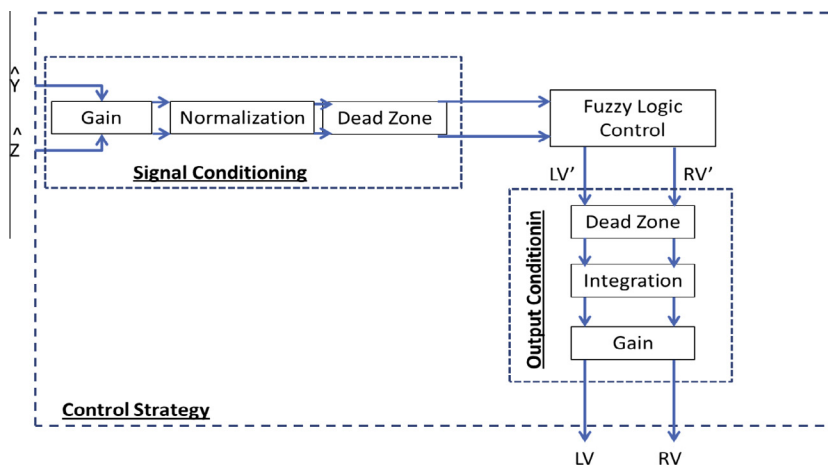 Ŷ
Gain
Normalization
Dead Zone
Fuzzy Logic
Control
Ẑ
Signal Conditioning
LV’
RV’
Output Conditionin
Dead Zone
Integration
Gain
Control Strategy
LV
RV